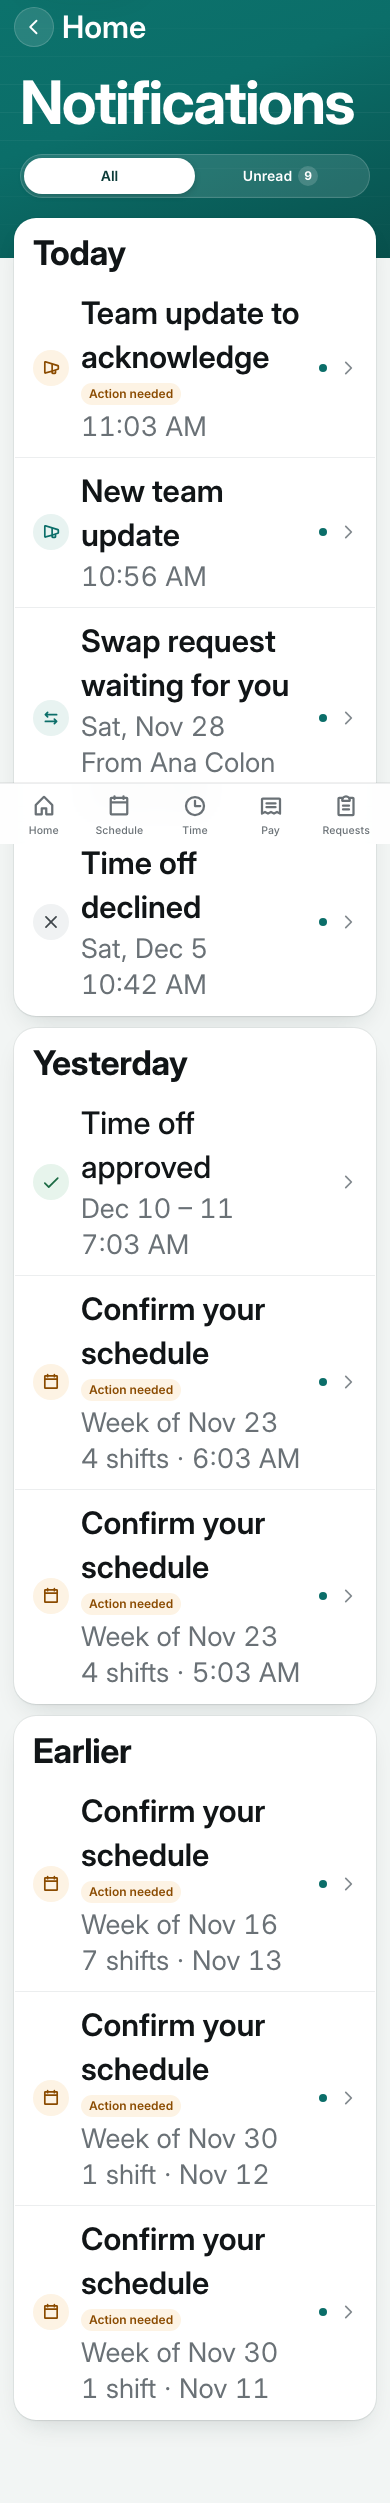 Home
Notifications
All
Unread 9
Today
Team update to
acknowledge
Action needed
11:03 AM
New team
update
10:56 AM
Swap request
waiting for you
Sat, Nov 28
From Ana Colon
Home
Schedule
Time
Pay
Requests
Time off
declined
Sat, Dec 5
10:42 AM
Yesterday
Time off
approved
Dec 10 – 11
7:03 AM
Confirm your
schedule
Action needed
Week of Nov 23
4 shifts · 6:03 AM
Confirm your
schedule
Action needed
Week of Nov 23
4 shifts · 5:03 AM
Earlier
Confirm your
schedule
Action needed
Week of Nov 16
7 shifts · Nov 13
Confirm your
schedule
Action needed
Week of Nov 30
1 shift · Nov 12
Confirm your
schedule
Action needed
Week of Nov 30
1 shift · Nov 11